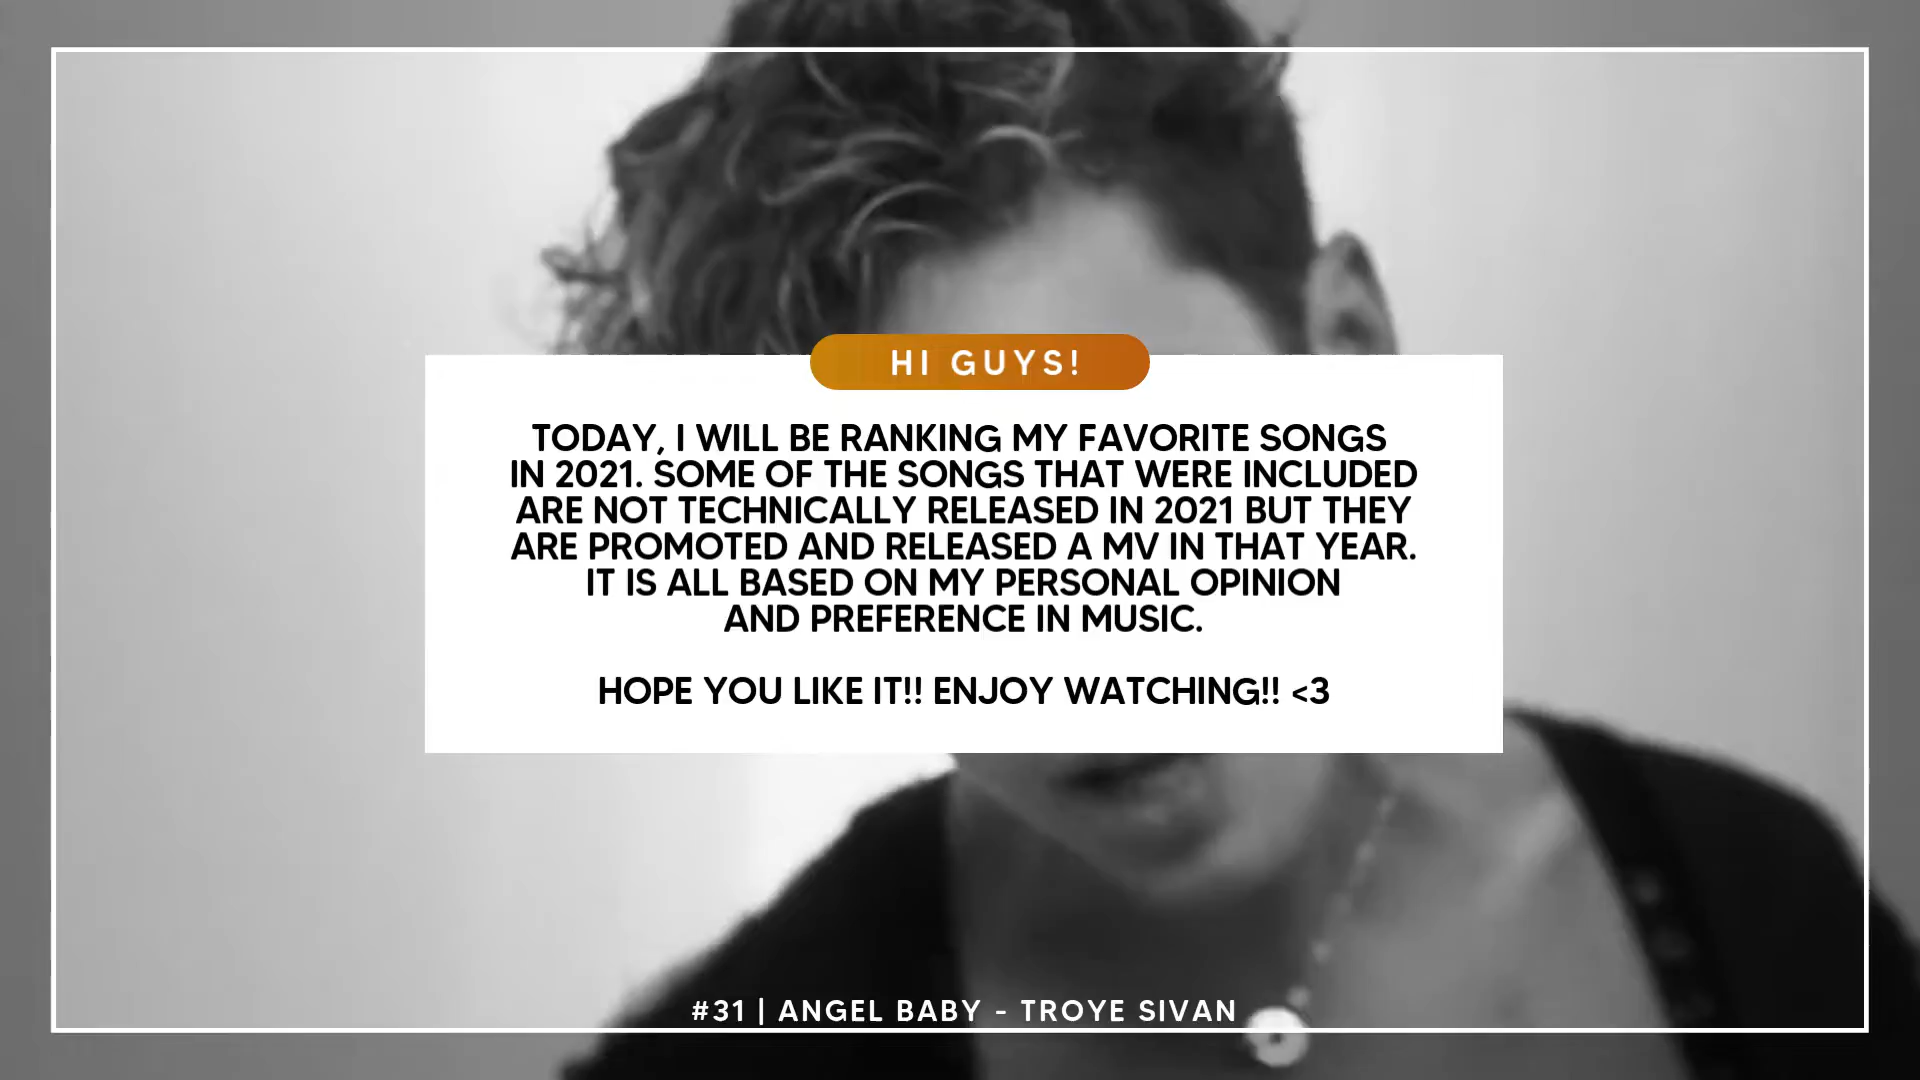 HI GUYS!
TODAY, I WILL BE RANKING MY FAVORITE SONGS
IN 2021. SOME OF THE SONGS THAT WERE INCLUDED
ARE NOT TECHNICALLY RELEASED IN 2021 BUT THEY
ARE PROMOTED AND RELEASED A MV IN THAT YEAR.
IT IS ALL BASED ON MY PERSONAL OPINION
AND PREFERENCE IN MUSIC.
HOPE YOU LIKE IT!! ENJOY WATCHING!! <3
#31 | ANGEL BABY - TROYE SIVAN